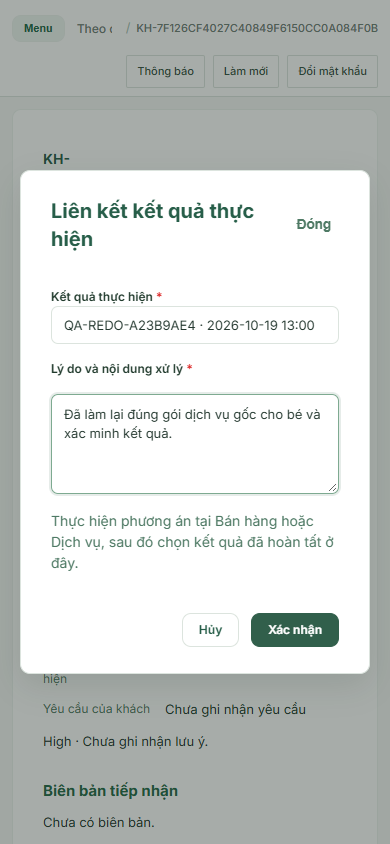 Menu
Theo
/ KH-7F126CF4027C40849F6150CC0A084F0B
Thông báo
Làm mới
Đổi mật khẩu
KH-
Liên kết kết quả thực
hiện
Đóng
Kết quả thực hiện *
QA-REDO-A23B9AE4 · 2026-10-19 13:00
Lý do và nội dung xử lý *
Đã làm lại đúng gói dịch vụ gốc cho bé và
xác minh kết quả.
Thực hiện phương án tại Bán hàng hoặc
Dịch vụ, sau đó chọn kết quả đã hoàn tất ở
đây.
Hủy
Xác nhận
hiện
Yêu cầu của khách
Chưa ghi nhận yêu cầu
High · Chưa ghi nhận lưu ý.
Biên bản tiếp nhận
Chưa có biên bản.